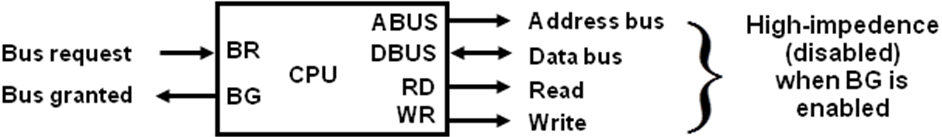 Bus request
Bus granted
BR
BG
CPU
ABUS
DBUS
RD
WR
Address bus
Data bus
Read
Write
High-impedence
(disabled)
when BG is
enabled